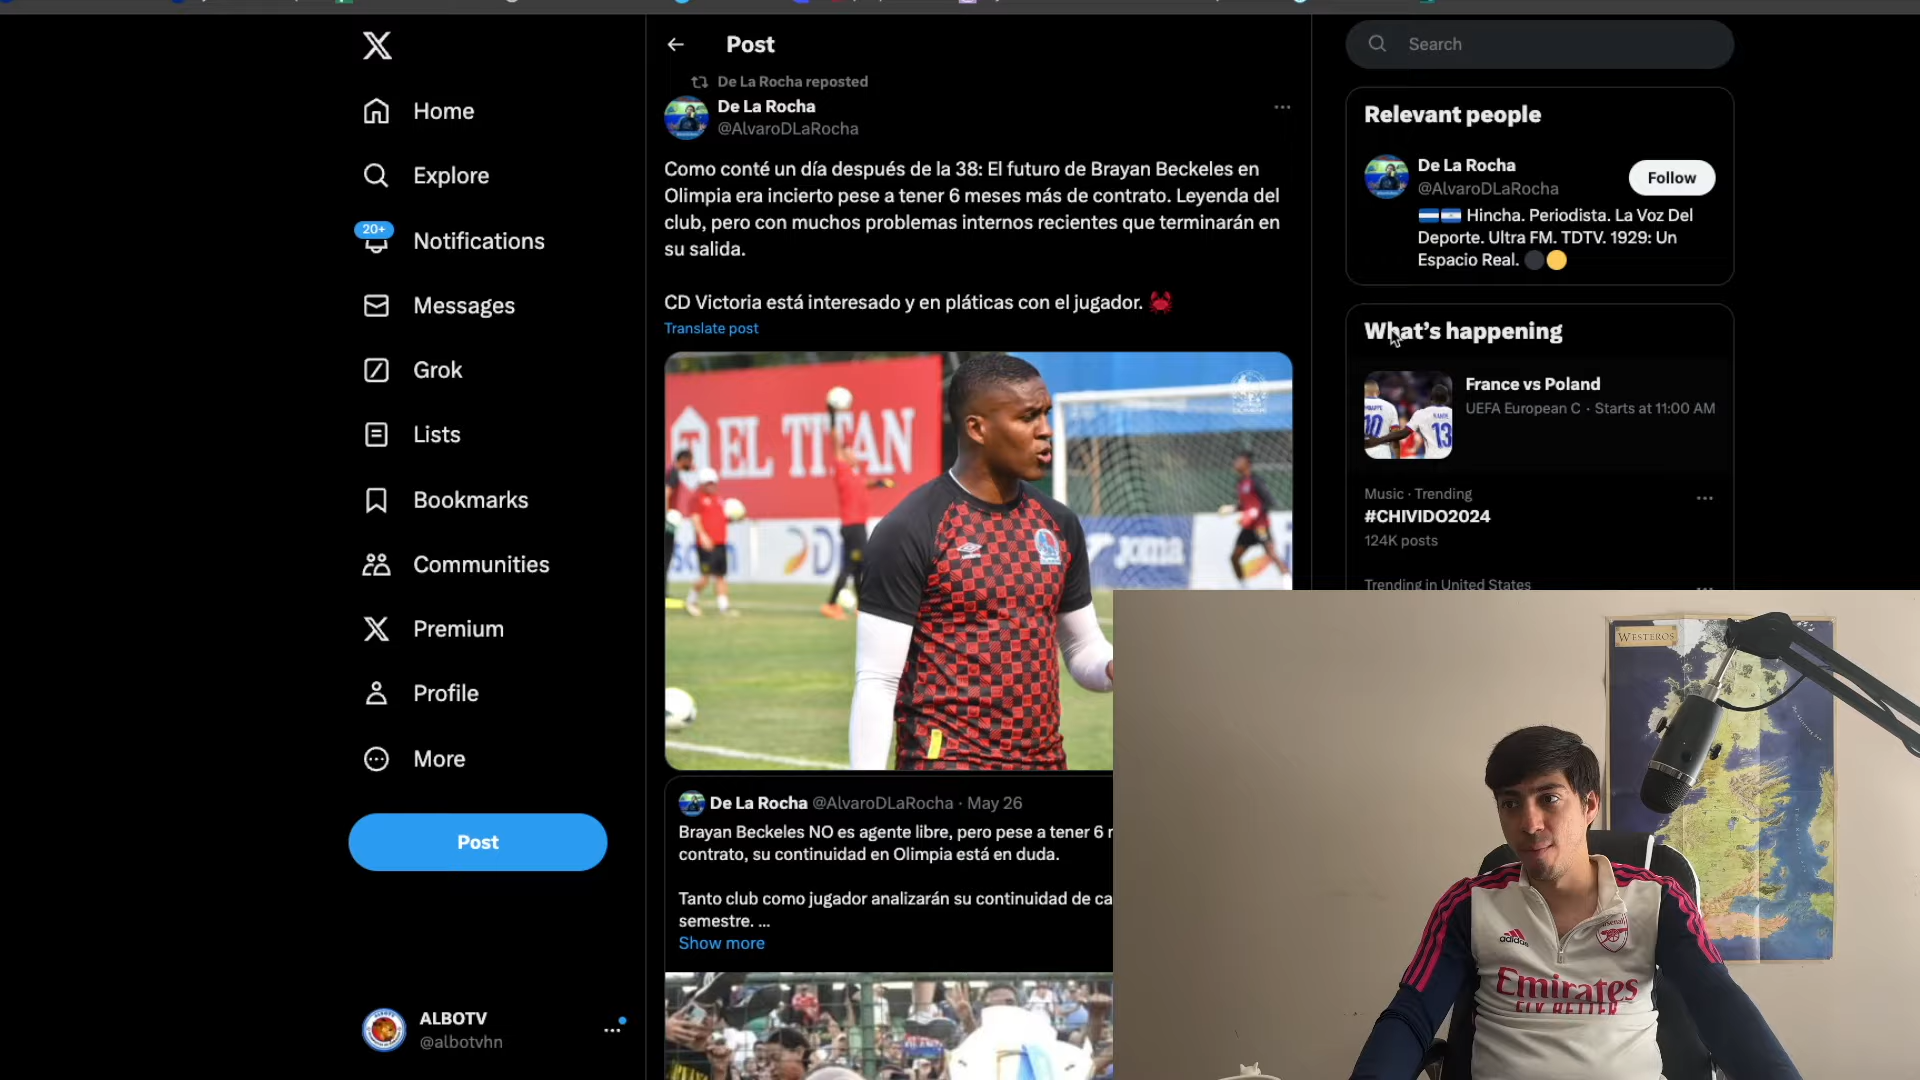 Home
Explore
20+
Notifications
Messages
Grok
Lists
Bookmarks
Communities
Premium
Profile
More
Post
ALBOTV
@albotvhn
Post
De La Rocha reposted
De La Rocha
@AlvaroDLaRocha
Como conté un día después de la 38: El futuro de Brayan Beckeles en
Olimpia era incierto pese a tener 6 meses más de contrato. Leyenda del
club, pero con muchos problemas internos recientes que terminarán en
su salida.
CD Victoria está interesado y en pláticas con el jugador.
Translate post
EL TITAN
Joma
De La Rocha @AlvaroDLaRocha · May 26
Brayan Beckeles NO es agente libre, pero pese a tener 6
contrato, su continuidad en Olimpia está en duda.
Tanto club como jugador analizarán su continuidad de
semestre. ...
Show more
Search
Relevant people
De La Rocha
@AlvaroDLaRocha
Follow
Hincha. Periodista. La Voz Del
Deporte. Ultra FM. TDTV. 1929: Un
Espacio Real.
What's happening
France vs Poland
UEFA European C · Starts at 11:00 AM
10
13
Music · Trending
#CHIVIDO2024
124K posts
Trending in United States
WESTEROS
adidas
Arsenal
Emirates
FLY BETTER